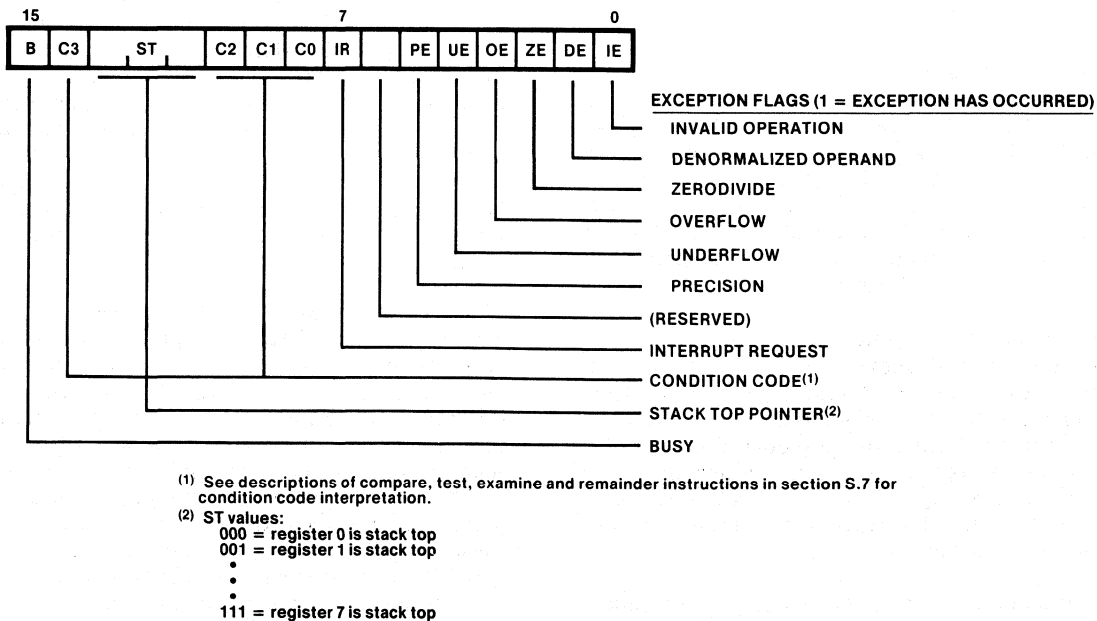 15 7 0
B C3 ST C2 C1 C0 IR PE UE OE ZE DE IE
EXCEPTION FLAGS (1 = EXCEPTION HAS OCCURRED)
INVALID OPERATION
DENORMALIZED OPERAND
ZERODIVIDE
OVERFLOW
UNDERFLOW
PRECISION
(RESERVED)
INTERRUPT REQUEST
CONDITION CODE(1)
STACK TOP POINTER(2)
BUSY
(1) See descriptions of compare, test, examine and remainder instructions in section S.7 for
condition code interpretation.
(2) ST values:
000 = register 0 is stack top
001 = register 1 is stack top
•
•
•
111 = register 7 is stack top